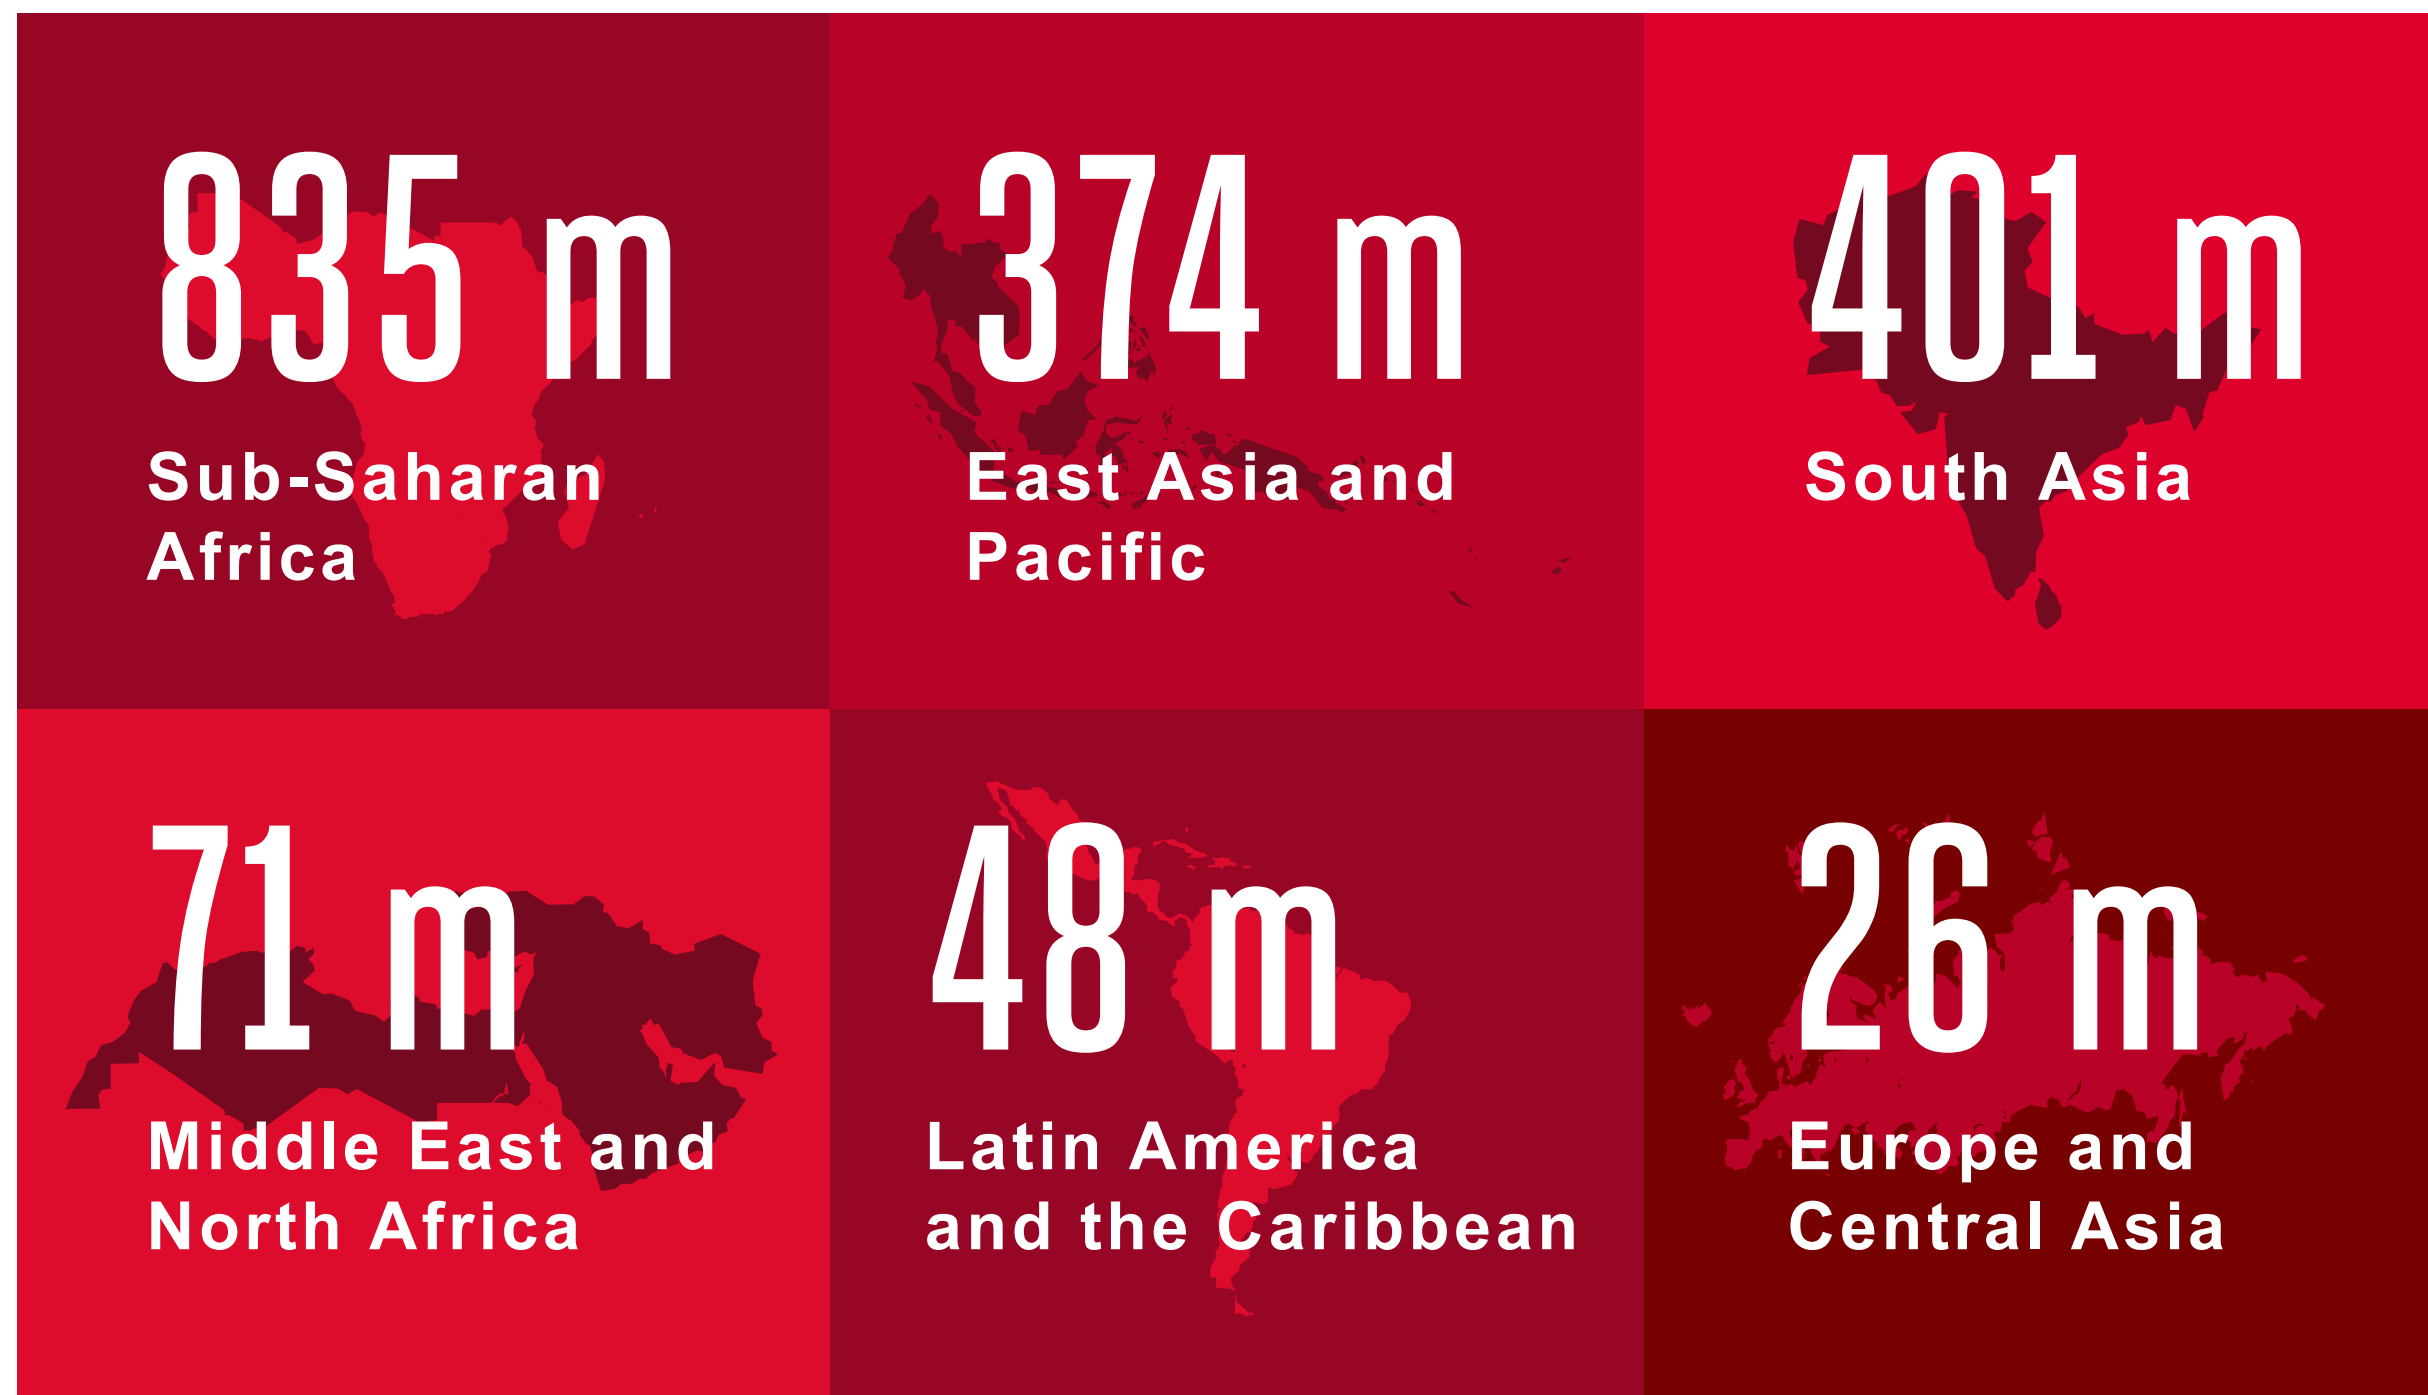 835 m
Sub-Saharan
Africa
374 m
East Asia and
Pacific
401 m
South Asia
71 m
Middle East and
North Africa
48 m
Latin America
and the Caribbean
26 m
Europe and
Central Asia